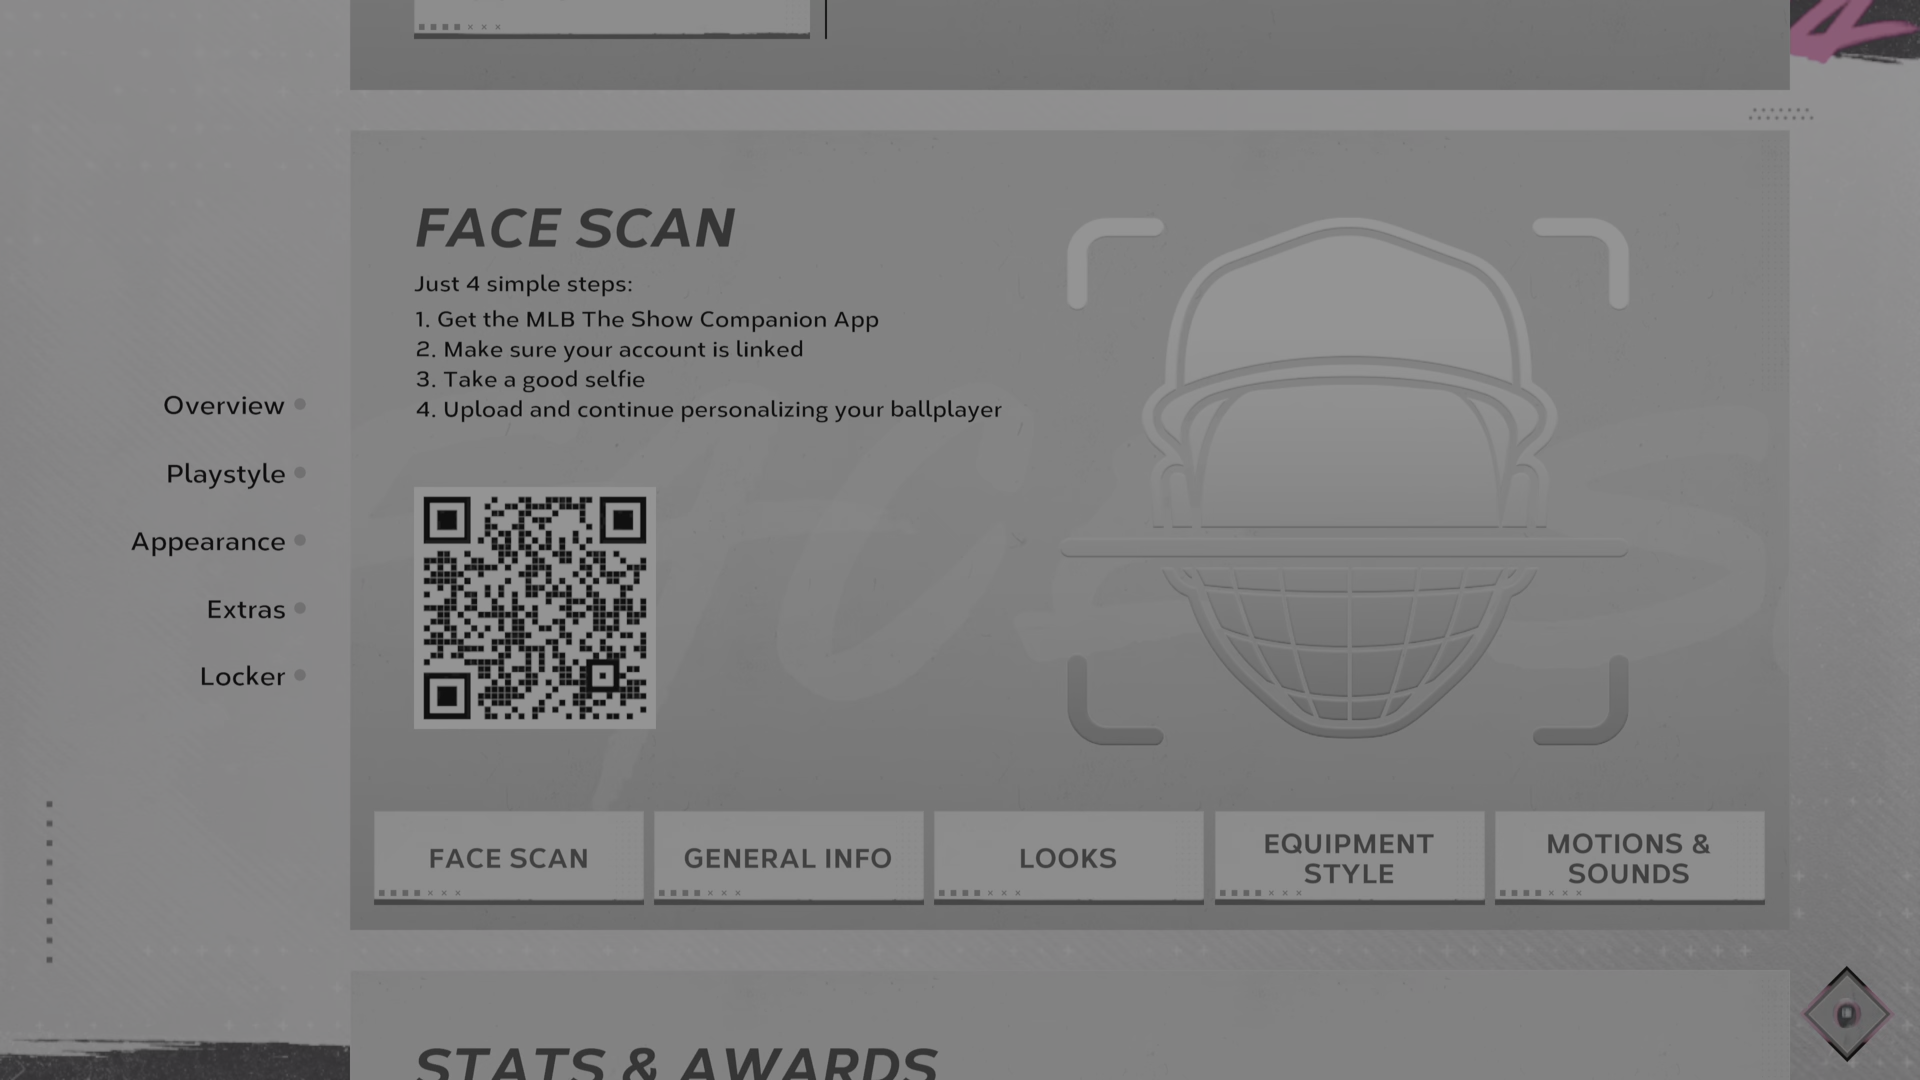 FACE SCAN
Just 4 simple steps:
1. Get the MLB The Show Companion App
2. Make sure your account is linked
3. Take a good selfie
4. Upload and continue personalizing your ballplayer
Overview
Playstyle
Appearance
Extras
Locker
FACE SCAN
GENERAL INFO
LOOKS
EQUIPMENT
STYLE
MOTIONS &
SOUNDS
STATS & AWARDS